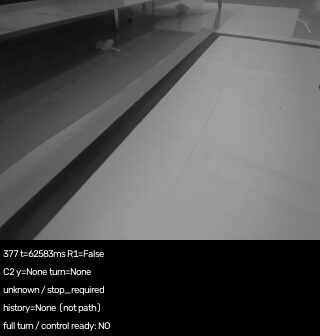 377 t=62583ms R1=False
C2 y=None turn=None
unknown / stop_required
history=None (not path)
full turn / control ready: NO